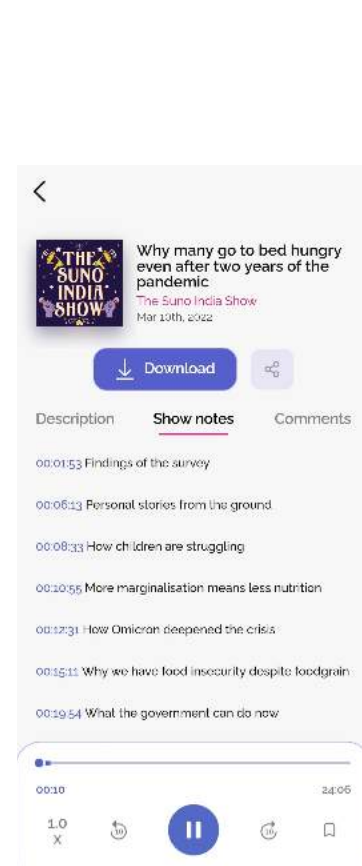 THE
SUNO
INDIA
SHOW
Why many go to bed hungry
even after two years of the
pandemic
The Suno India Show
Mar 10th, 2022
Download
Description Show notes Comments
00:01:53 Findings of the survey
00:06:13 Personal stories from the ground
00:08:33 How children are struggling
00:10:55 More marginalisation means less nutrition
00:12:31 How Omicron deepened the crisis
00:15:11 Why we have food insecurity despite foodgrain
00:19:54 What the government can do now
00:10 24:06
1.0
X
10 10